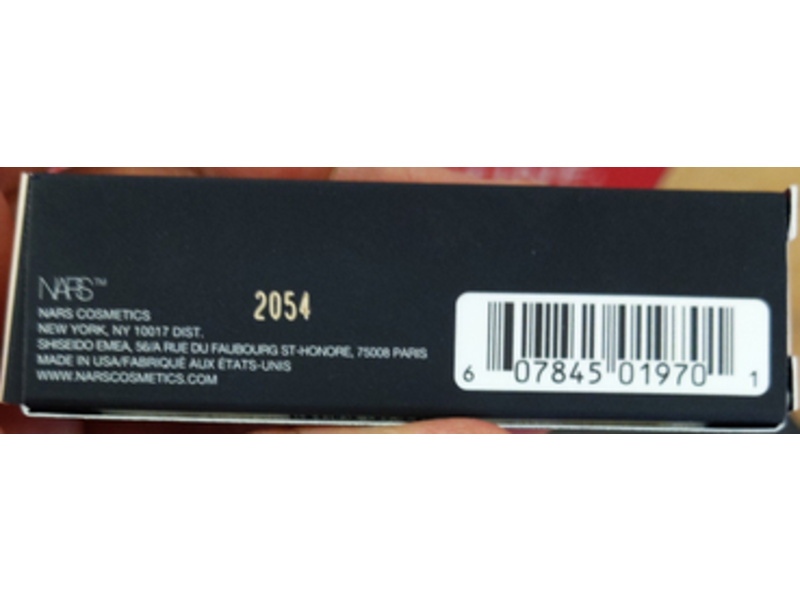 NARS™
NARS COSMETICS
NEW YORK, NY 10017 DIST.
SHISEIDO EMEA, 56/A RUE DU FAUBOURG ST-HONORE, 75008 PARIS
MADE IN USA/FABRIQUÉ AUX ÉTATS-UNIS
WWW.NARSCOSMETICS.COM
2054
6 07845 01970 1